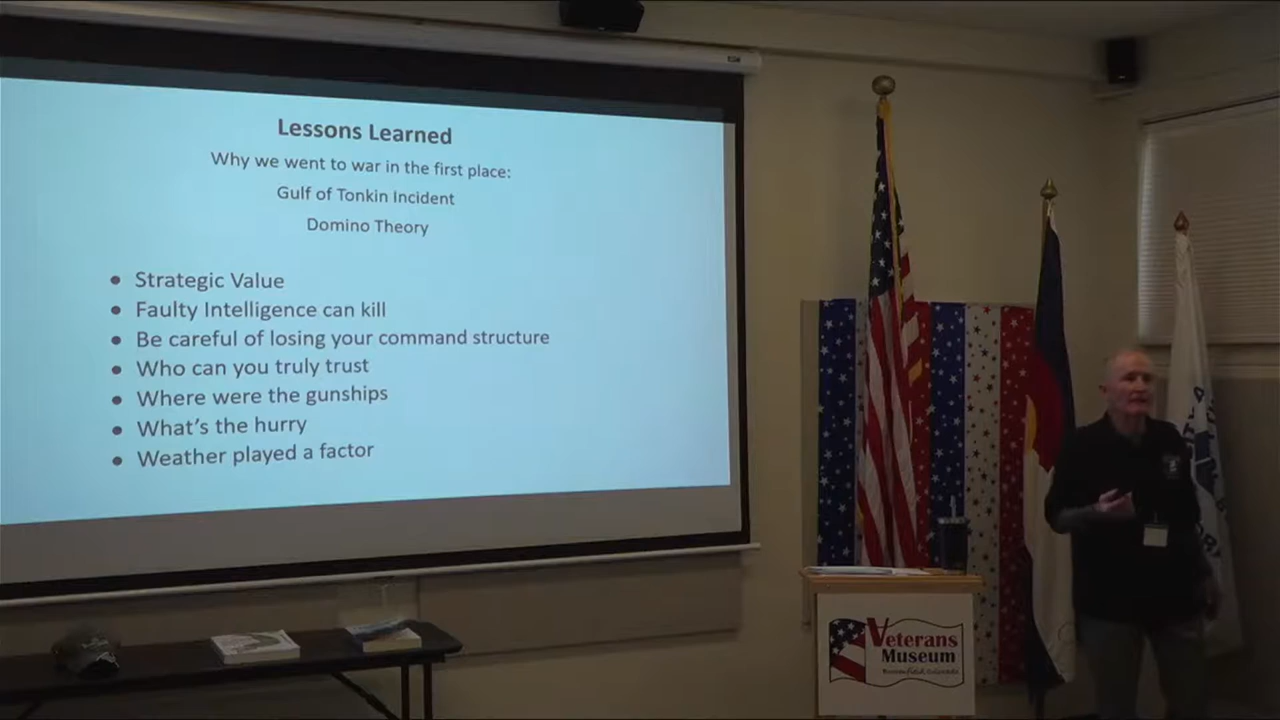 Lessons Learned
Why we went to war in the first place:
Gulf of Tonkin Incident
Domino Theory
• Strategic Value
• Faulty Intelligence can kill
• Be careful of losing your command structure
• Who can you truly trust
• Where were the gunships
• What's the hurry
• Weather played a factor
Veterans
Museum
Broomfield, Colorado